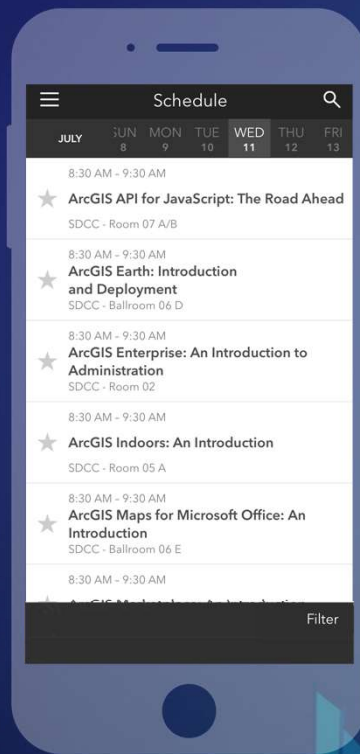 Schedule
JULY
SUN MON TUE WED THU FRI
8 9 10 11 12 13
8:30 AM – 9:30 AM
ArcGIS API for JavaScript: The Road Ahead
SDCC - Room 07 A/B
8:30 AM – 9:30 AM
ArcGIS Earth: Introduction
and Deployment
SDCC - Ballroom 06 D
8:30 AM – 9:30 AM
ArcGIS Enterprise: An Introduction to
Administration
SDCC - Room 02
8:30 AM – 9:30 AM
ArcGIS Indoors: An Introduction
SDCC - Room 05 A
8:30 AM – 9:30 AM
ArcGIS Maps for Microsoft Office: An
Introduction
SDCC - Ballroom 06 E
8:30 AM – 9:30 AM
Filter